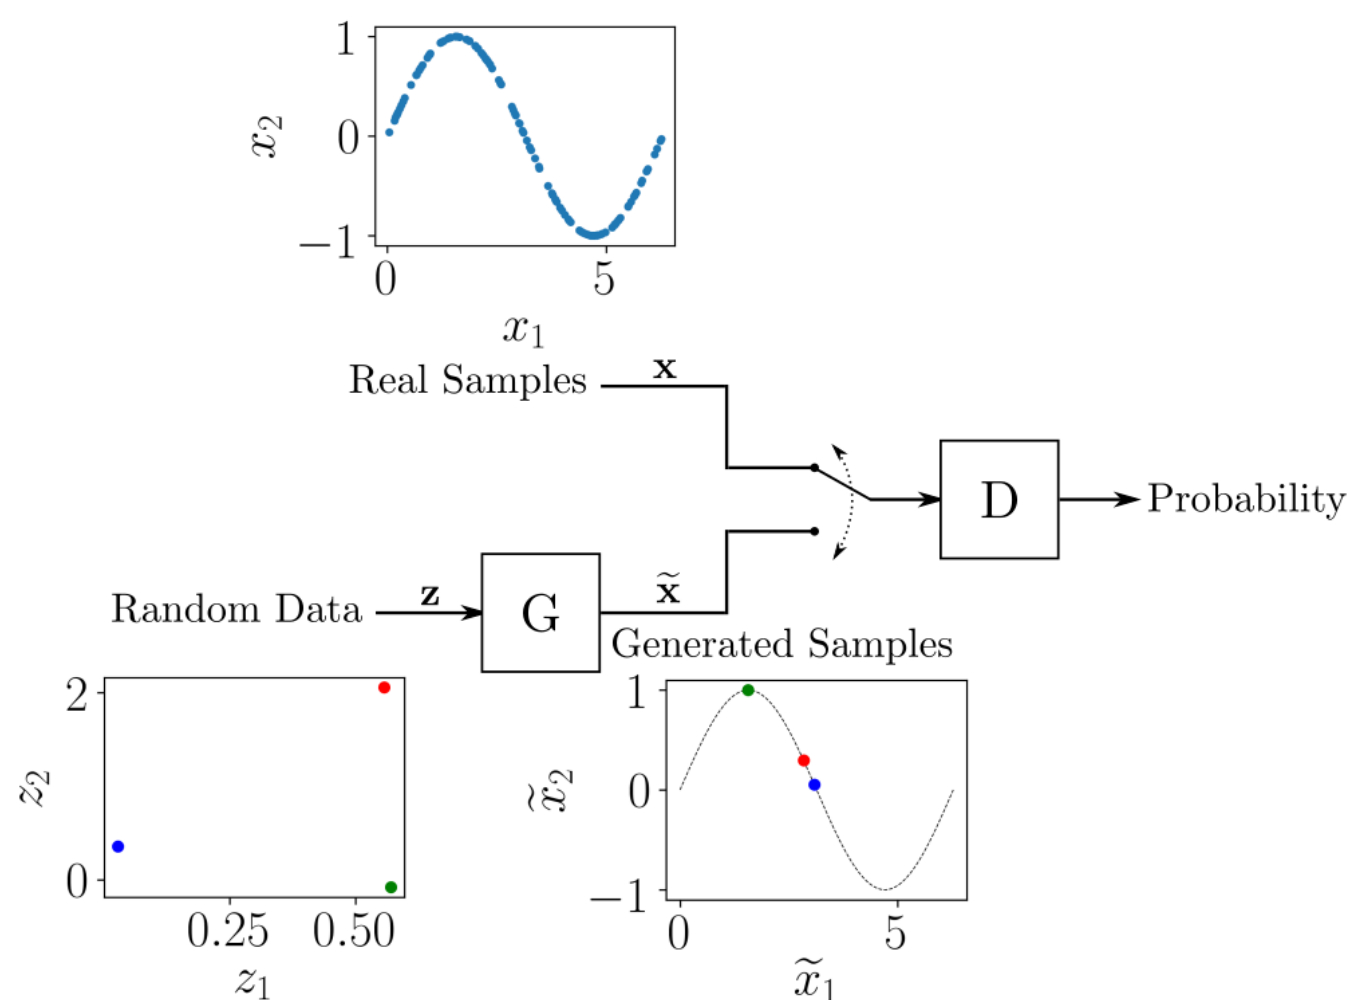 1
0
−1
x₂
0 5
x₁
Real Samples
x
D
Probability
Random Data
z
G
x̃
Generated Samples
2
0
z₂
0.25 0.50
z₁
1
0
−1
x̃₂
0 5
x̃₁